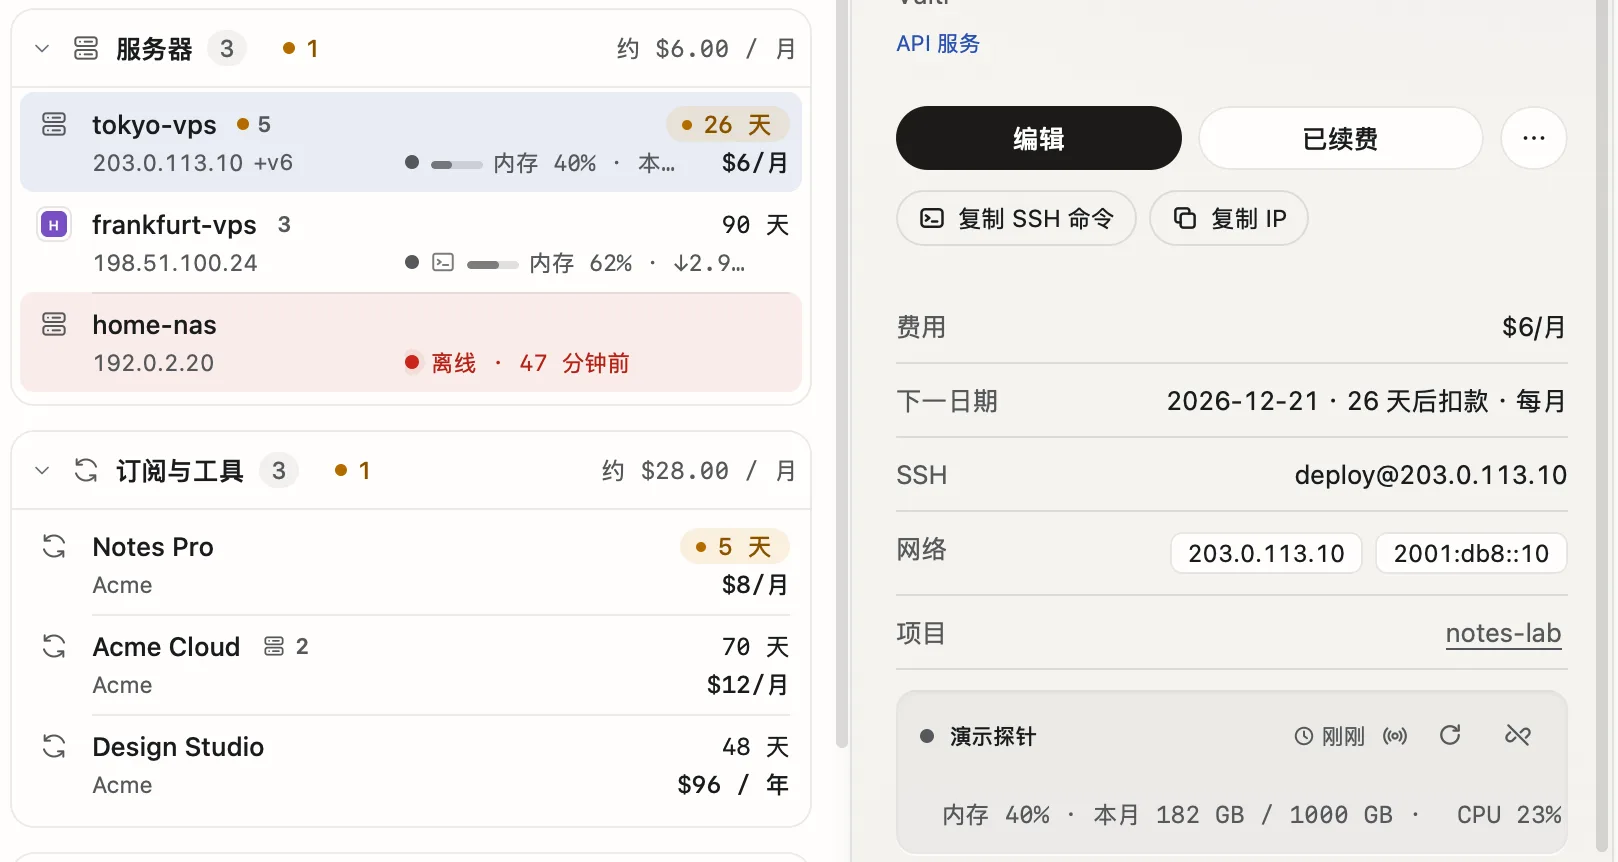 服务器 3 1 约 $6.00 / 月
tokyo-vps 5 26 天
203.0.113.10 +v6 内存 40% · 本… $6/月
H frankfurt-vps 3 90 天
198.51.100.24 内存 62% · ↓2.9…
home-nas
192.0.2.20 离线 · 47 分钟前
订阅与工具 3 1 约 $28.00 / 月
Notes Pro 5 天
Acme $8/月
Acme Cloud 2 70 天
Acme $12/月
Design Studio 48 天
Acme $96 / 年
API 服务
编辑 已续费 ···
复制 SSH 命令 复制 IP
费用 $6/月
下一日期 2026-12-21 · 26 天后扣款 · 每月
SSH deploy@203.0.113.10
网络 203.0.113.10 2001:db8::10
项目 notes-lab
演示探针 刚刚
内存 40% · 本月 182 GB / 1000 GB · CPU 23%